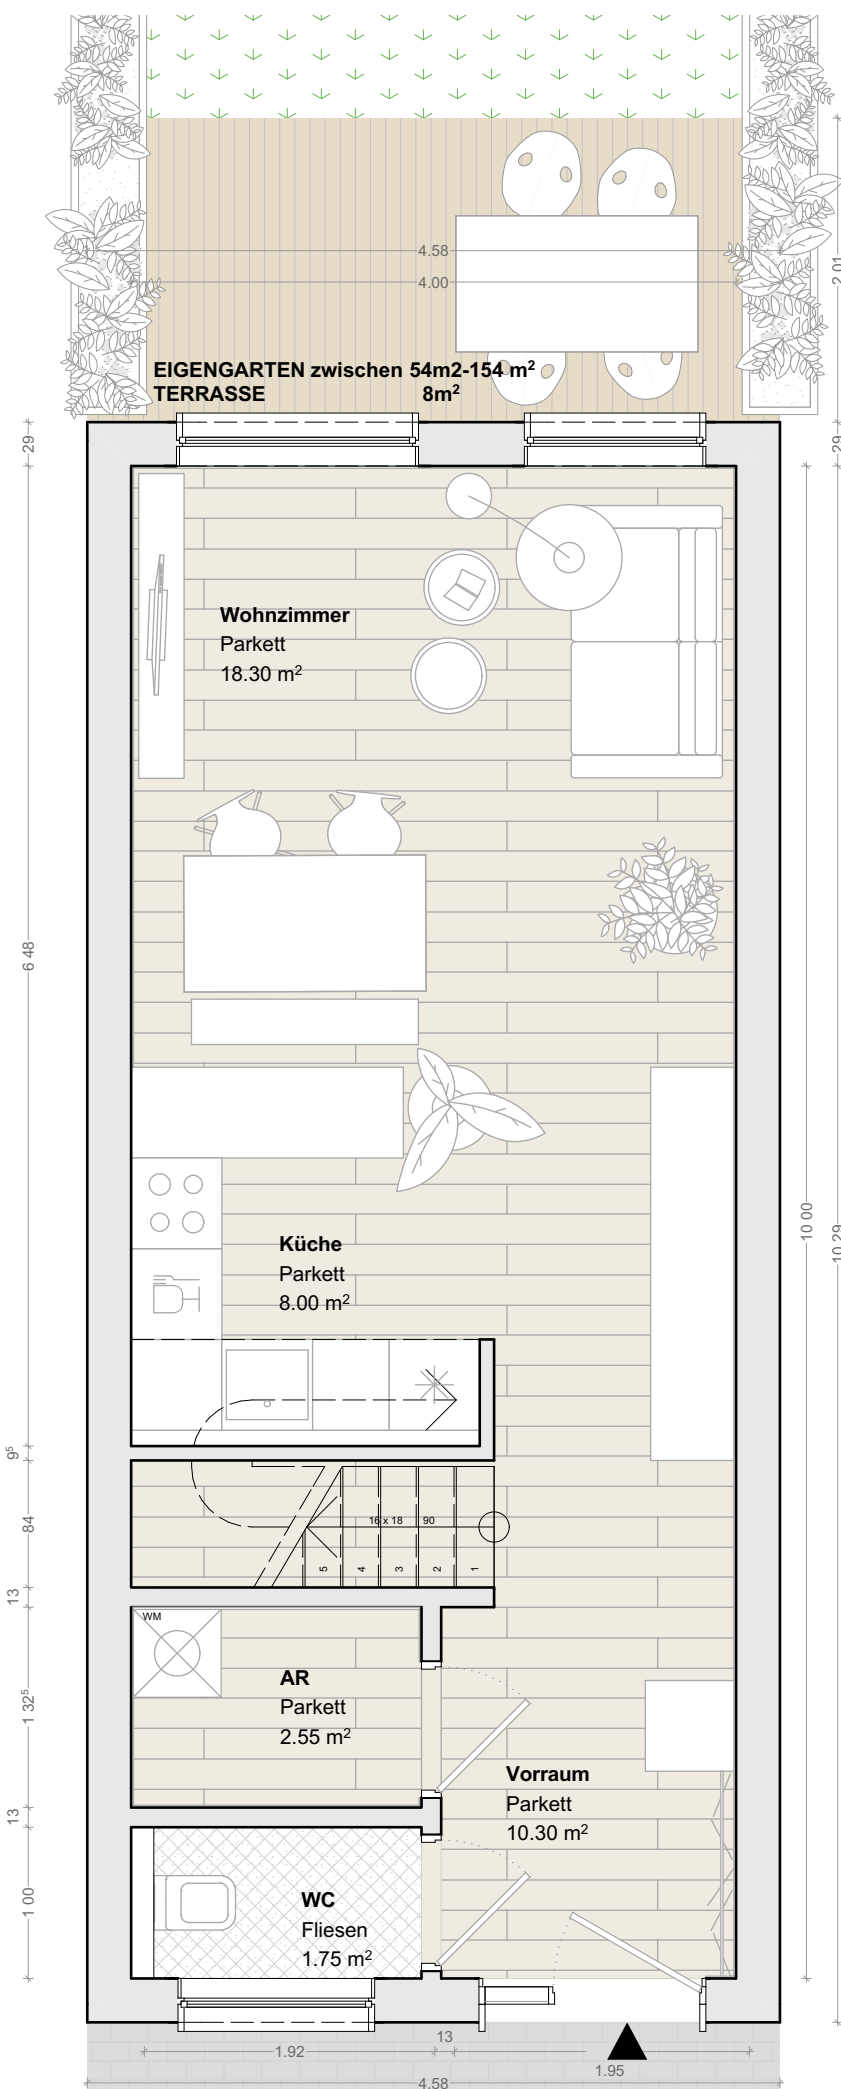 4.58
4.00
2.01
EIGENGARTEN zwischen 54m2-154 m²
TERRASSE 8m²
29
29
Wohnzimmer
Parkett
18.30 m²
6 48
Küche
Parkett
8.00 m²
10 00
10 29
9⁵
84
16 x 18 90
5 4 3 2 1
13
WM
AR
Parkett
2.55 m²
1 32⁵
Vorraum
Parkett
10.30 m²
13
WC
Fliesen
1.75 m²
1 00
13
1.92
1.95
4.58